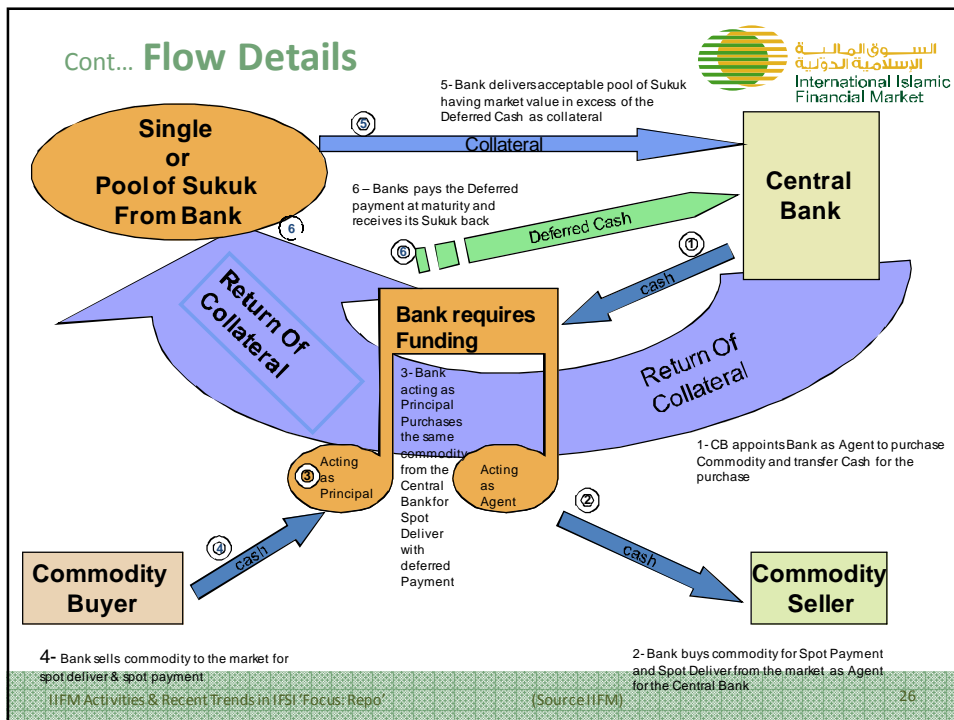 Cont... Flow Details
السوق المالية
الإسلامية الدولية
International Islamic
Financial Market
5- Bank delivers acceptable pool of Sukuk
having market value in excess of the
Deferred Cash as collateral
5
Collateral
Single
or
Pool of Sukuk
From Bank
Central
Bank
6 – Banks pays the Deferred
payment at maturity and
receives its Sukuk back
6
6
Deferred Cash
1
cash
Return Of
Collateral
Bank requires
Funding
Return Of
Collateral
3- Bank
acting as
Principal
Purchases
the same
commodity
from the
Central
Bank for
Spot
Deliver
with
deferred
Payment
1- CB appoints Bank as Agent to purchase
Commodity and transfer Cash for the
purchase
3
Acting
as
Principal
Acting
as
Agent
2
4
cash
cash
Commodity
Buyer
Commodity
Seller
4- Bank sells commodity to the market for
spot deliver & spot payment
2- Bank buys commodity for Spot Payment
and Spot Deliver from the market as Agent
for the Central Bank
IIFM Activities & Recent Trends in IFSI 'Focus: Repo' (Source IIFM) 26